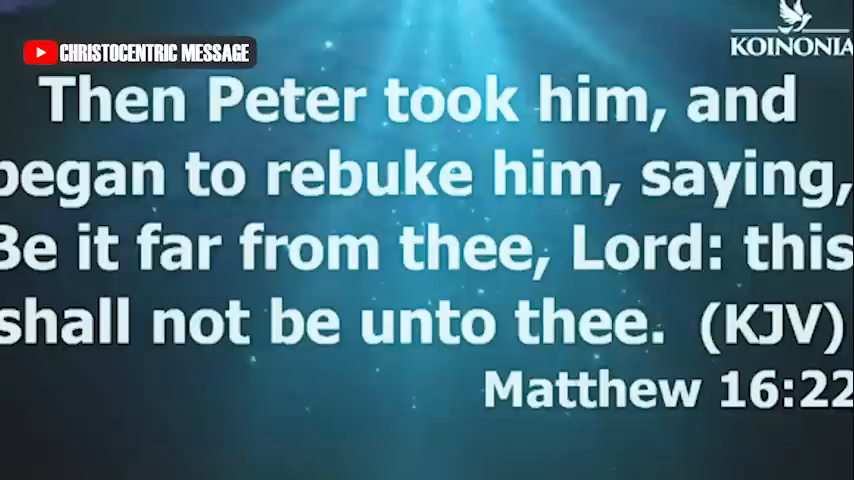 CHRISTOCENTRIC MESSAGE
KOINONIA
Then Peter took him, and
began to rebuke him, saying,
Be it far from thee, Lord: this
shall not be unto thee. (KJV)
Matthew 16:22